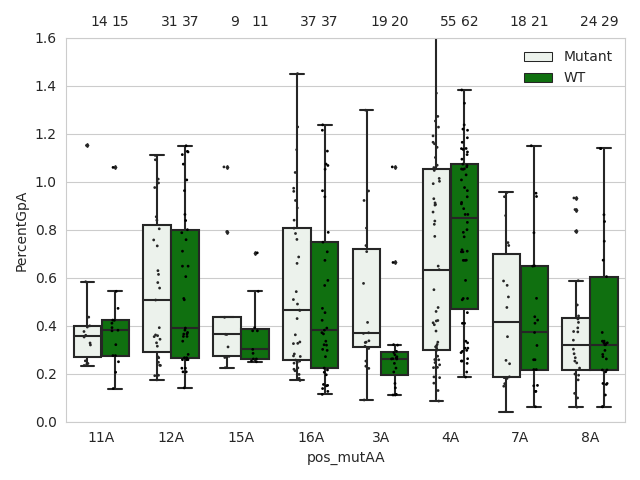 14 15 31 37 9 11 37 37 19 20 55 62 18 21 24 29
1.6
1.4
1.2
1.0
0.8
0.6
0.4
0.2
0.0
PercentGpA
Mutant
WT
11A 12A 15A 16A 3A 4A 7A 8A
pos_mutAA